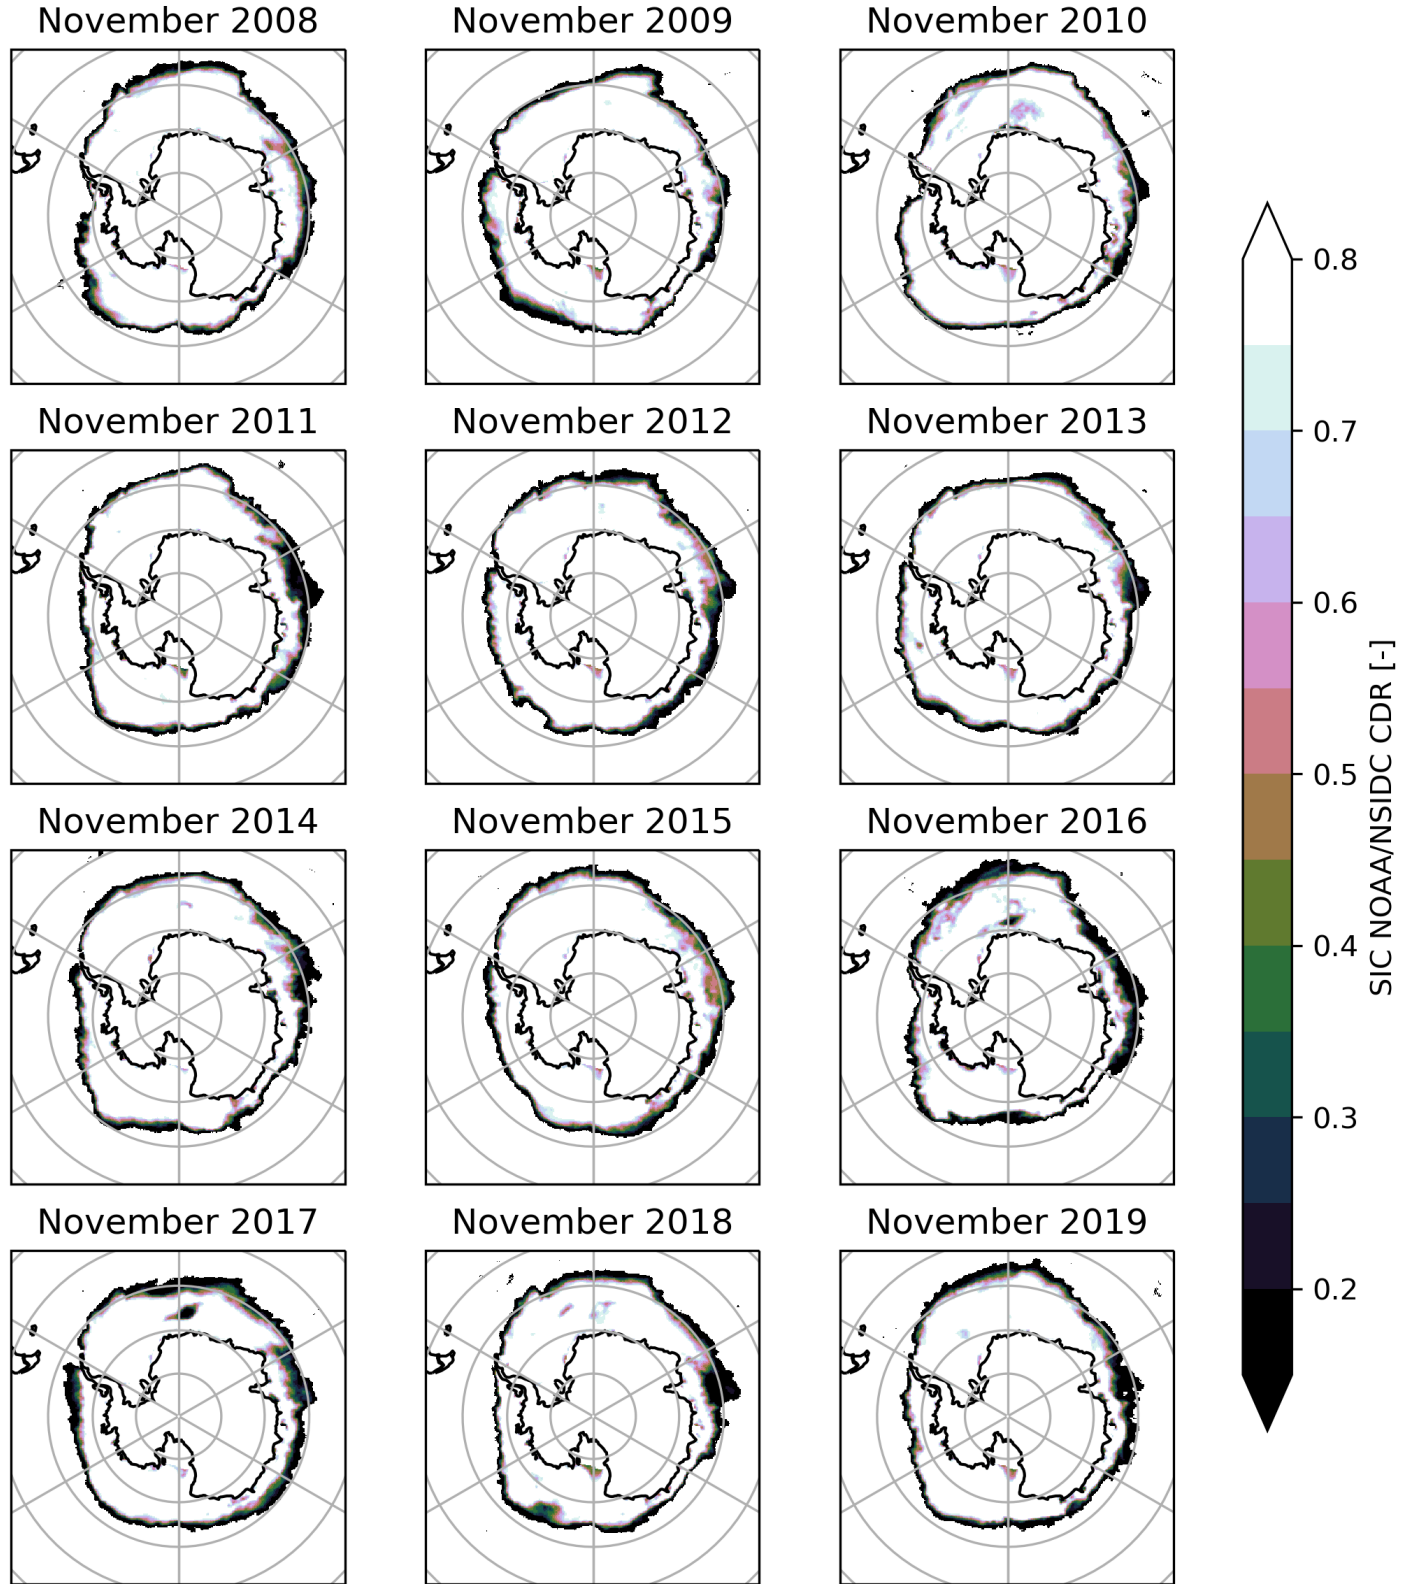 November 2008
November 2009
November 2010
November 2011
November 2012
November 2013
November 2014
November 2015
November 2016
November 2017
November 2018
November 2019
0.8
0.7
0.6
0.5
0.4
0.3
0.2
SIC NOAA/NSIDC CDR [-]